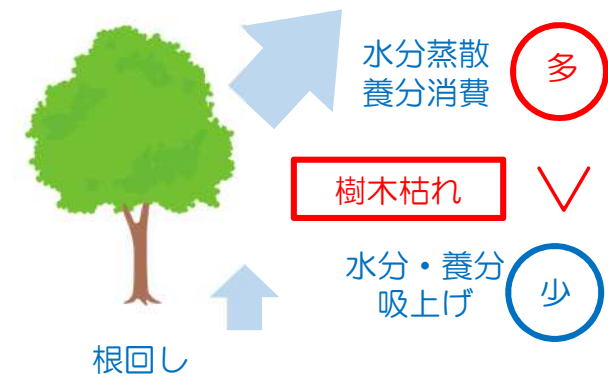 水分蒸散
養分消費
多
樹木枯れ
水分・養分
吸上げ
少
根回し